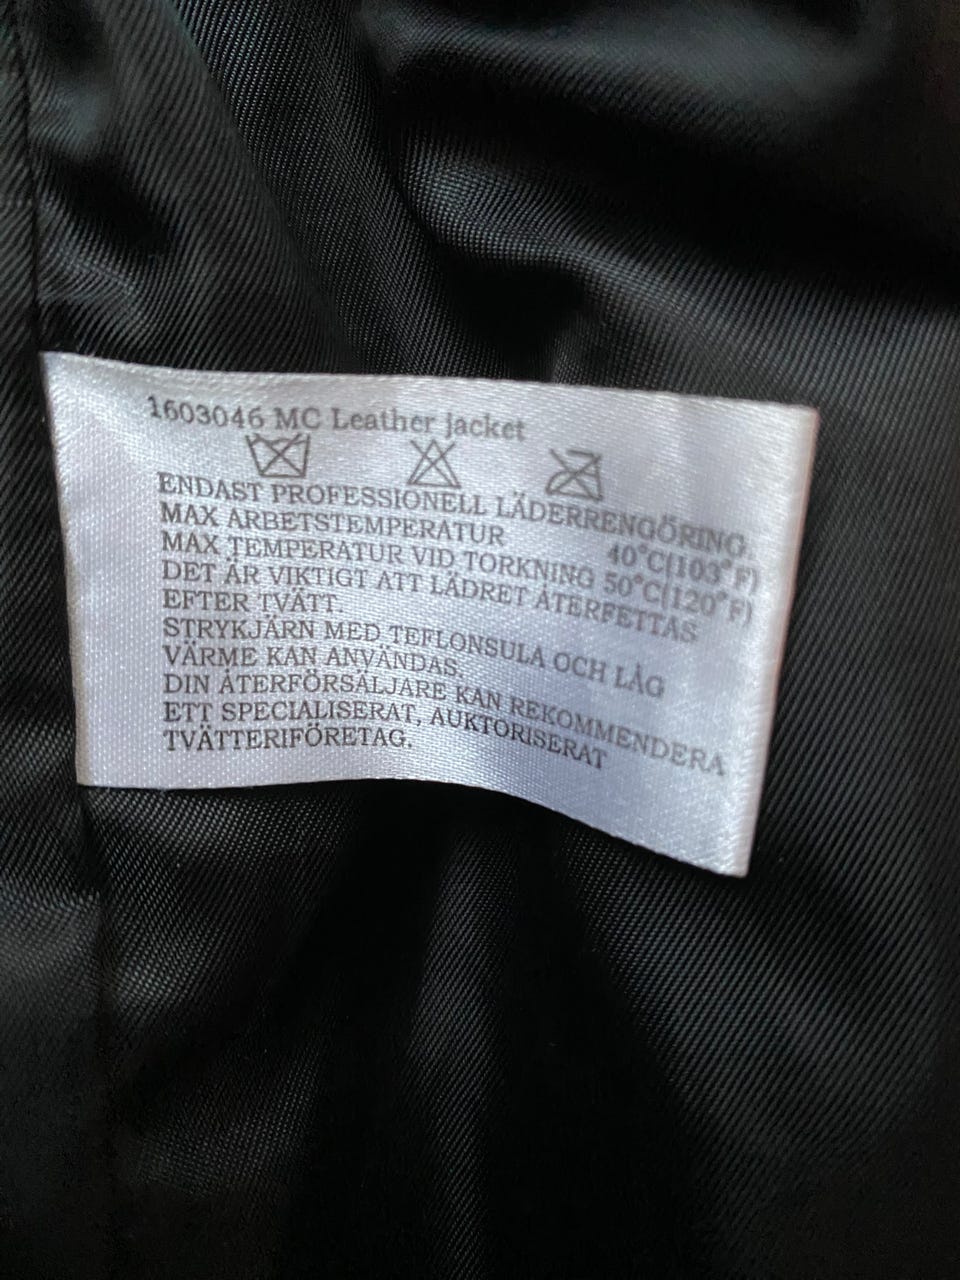 1603046 MC Leather jacket
ENDAST PROFESSIONELL LÄDERRENGÖRING.
MAX ARBETSTEMPERATUR 40°C(103°F)
MAX TEMPERATUR VID TORKNING 50°C(120°F)
DET ÄR VIKTIGT ATT LÄDRET ÅTERFETTAS
EFTER TVÄTT.
STRYKJÄRN MED TEFLONSULA OCH LÅG
VÄRME KAN ANVÄNDAS.
DIN ÅTERFÖRSÄLJARE KAN REKOMMENDERA
ETT SPECIALISERAT, AUKTORISERAT
TVÄTTERIFÖRETAG.